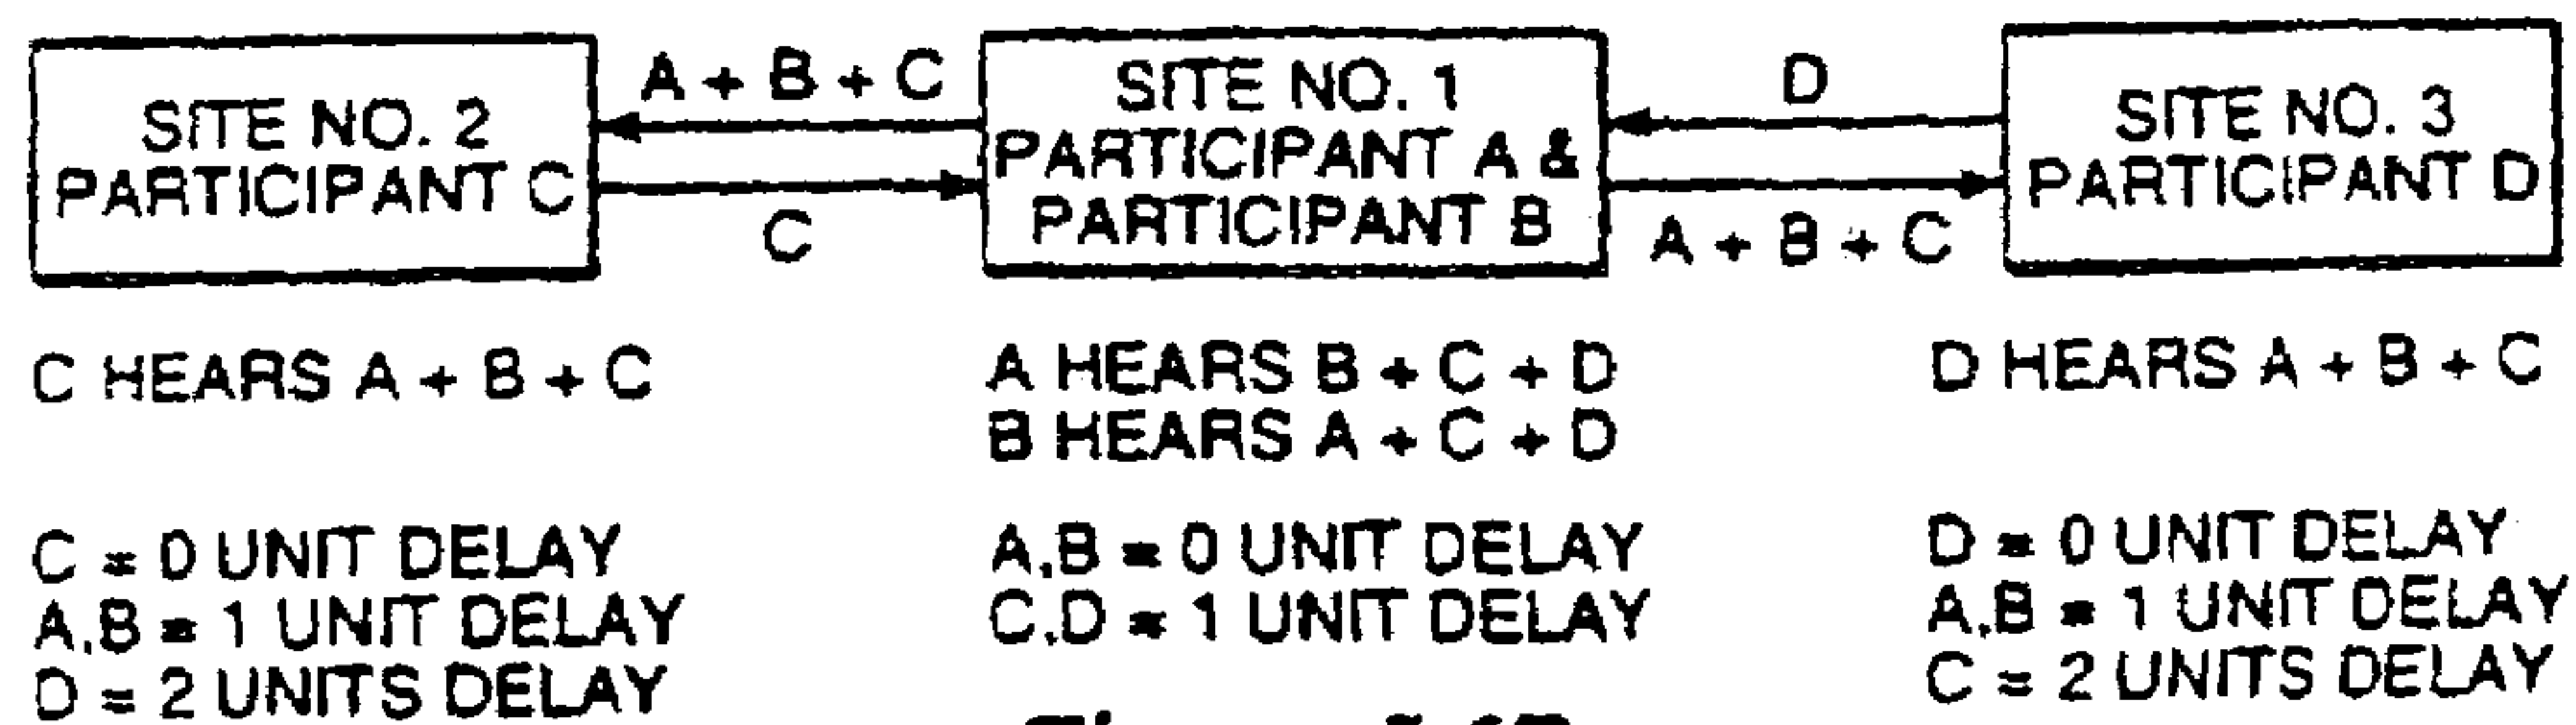 SITE NO. 2
PARTICIPANT C
A + B + C
C
SITE NO. 1
PARTICIPANT A &
PARTICIPANT B
D
A + B + C
SITE NO. 3
PARTICIPANT D
C HEARS A + B + C
A HEARS B + C + D
B HEARS A + C + D
D HEARS A + B + C
C = 0 UNIT DELAY
A,B = 1 UNIT DELAY
D = 2 UNITS DELAY
A,B = 0 UNIT DELAY
C,D = 1 UNIT DELAY
D = 0 UNIT DELAY
A,B = 1 UNIT DELAY
C = 2 UNITS DELAY